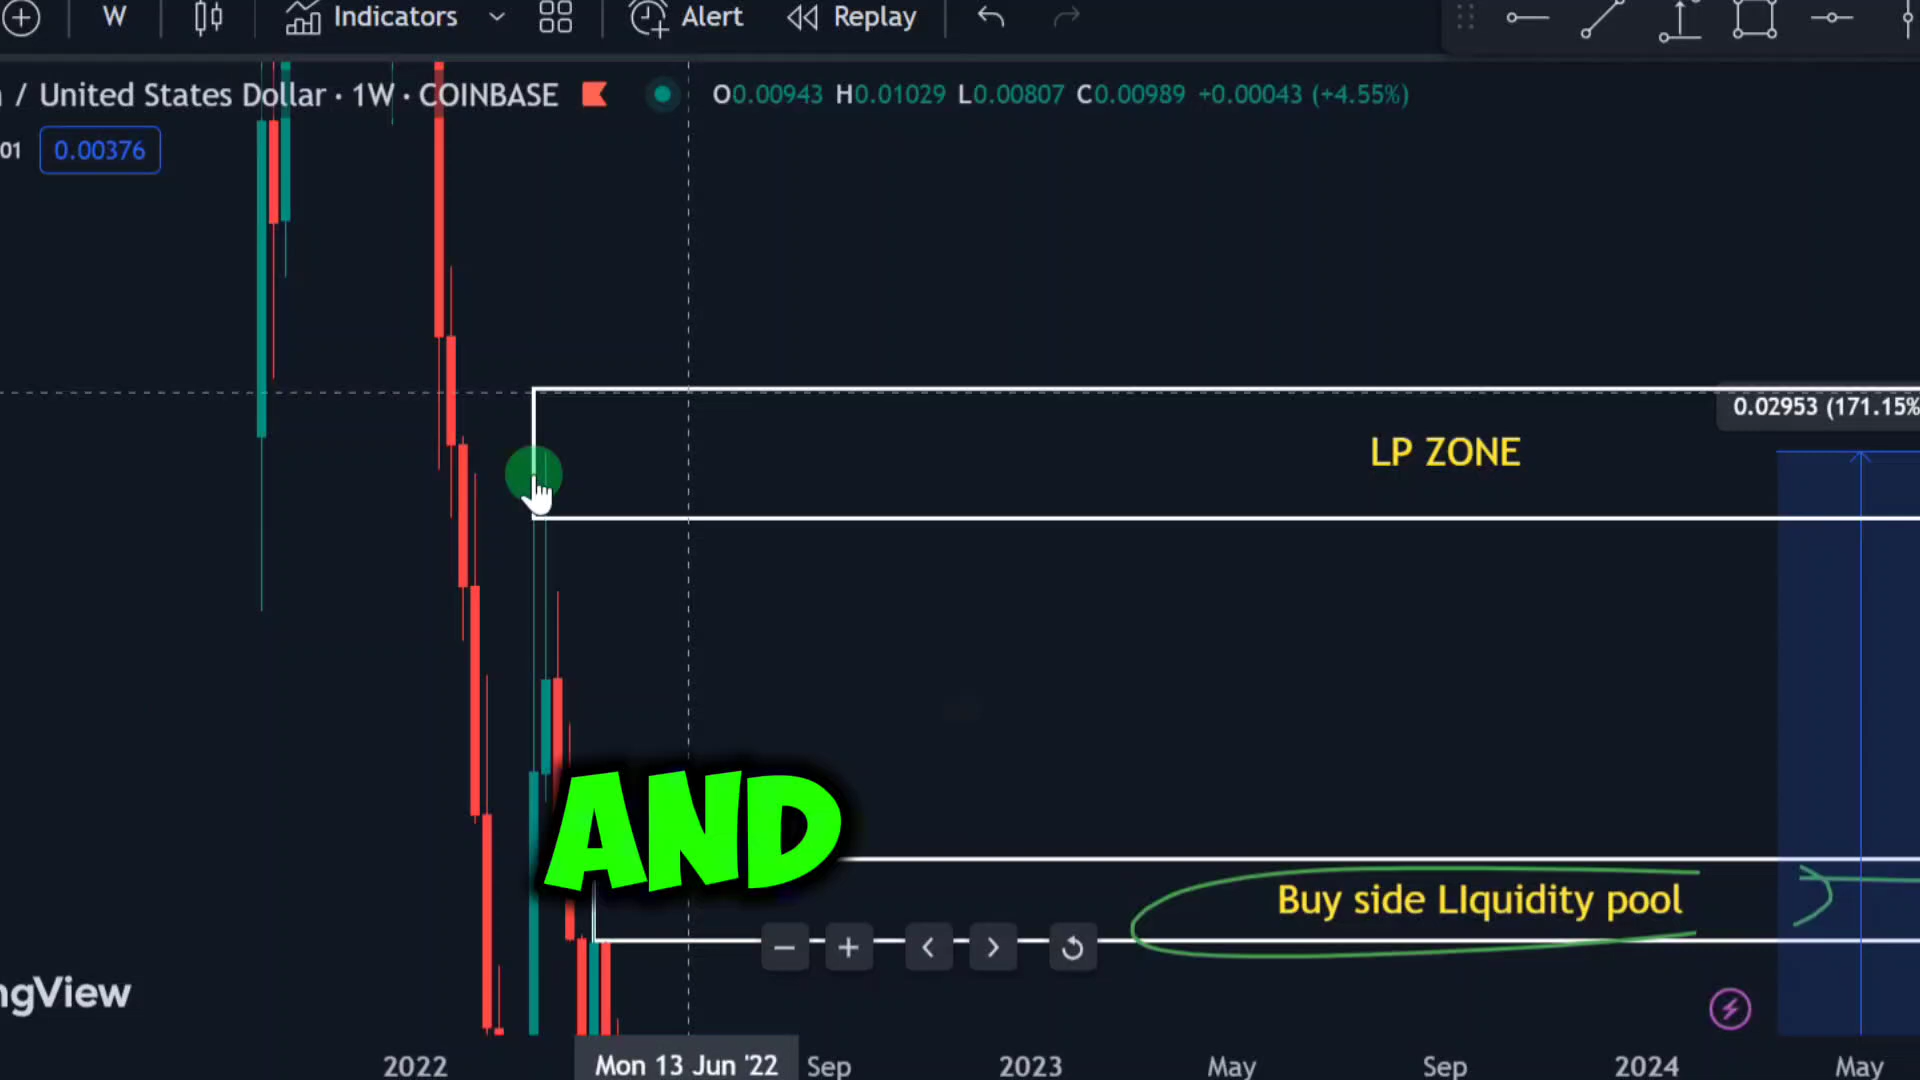 W Indicators Alert Replay
/ United States Dollar · 1W · COINBASE O0.00943 H0.01029 L0.00807 C0.00989 +0.00043 (+4.55%)
01 0.00376
0.02953 (171.15%
LP ZONE
AND
Buy side LIquidity pool
ngView
2022 Mon 13 Jun '22 Sep 2023 May Sep 2024 May